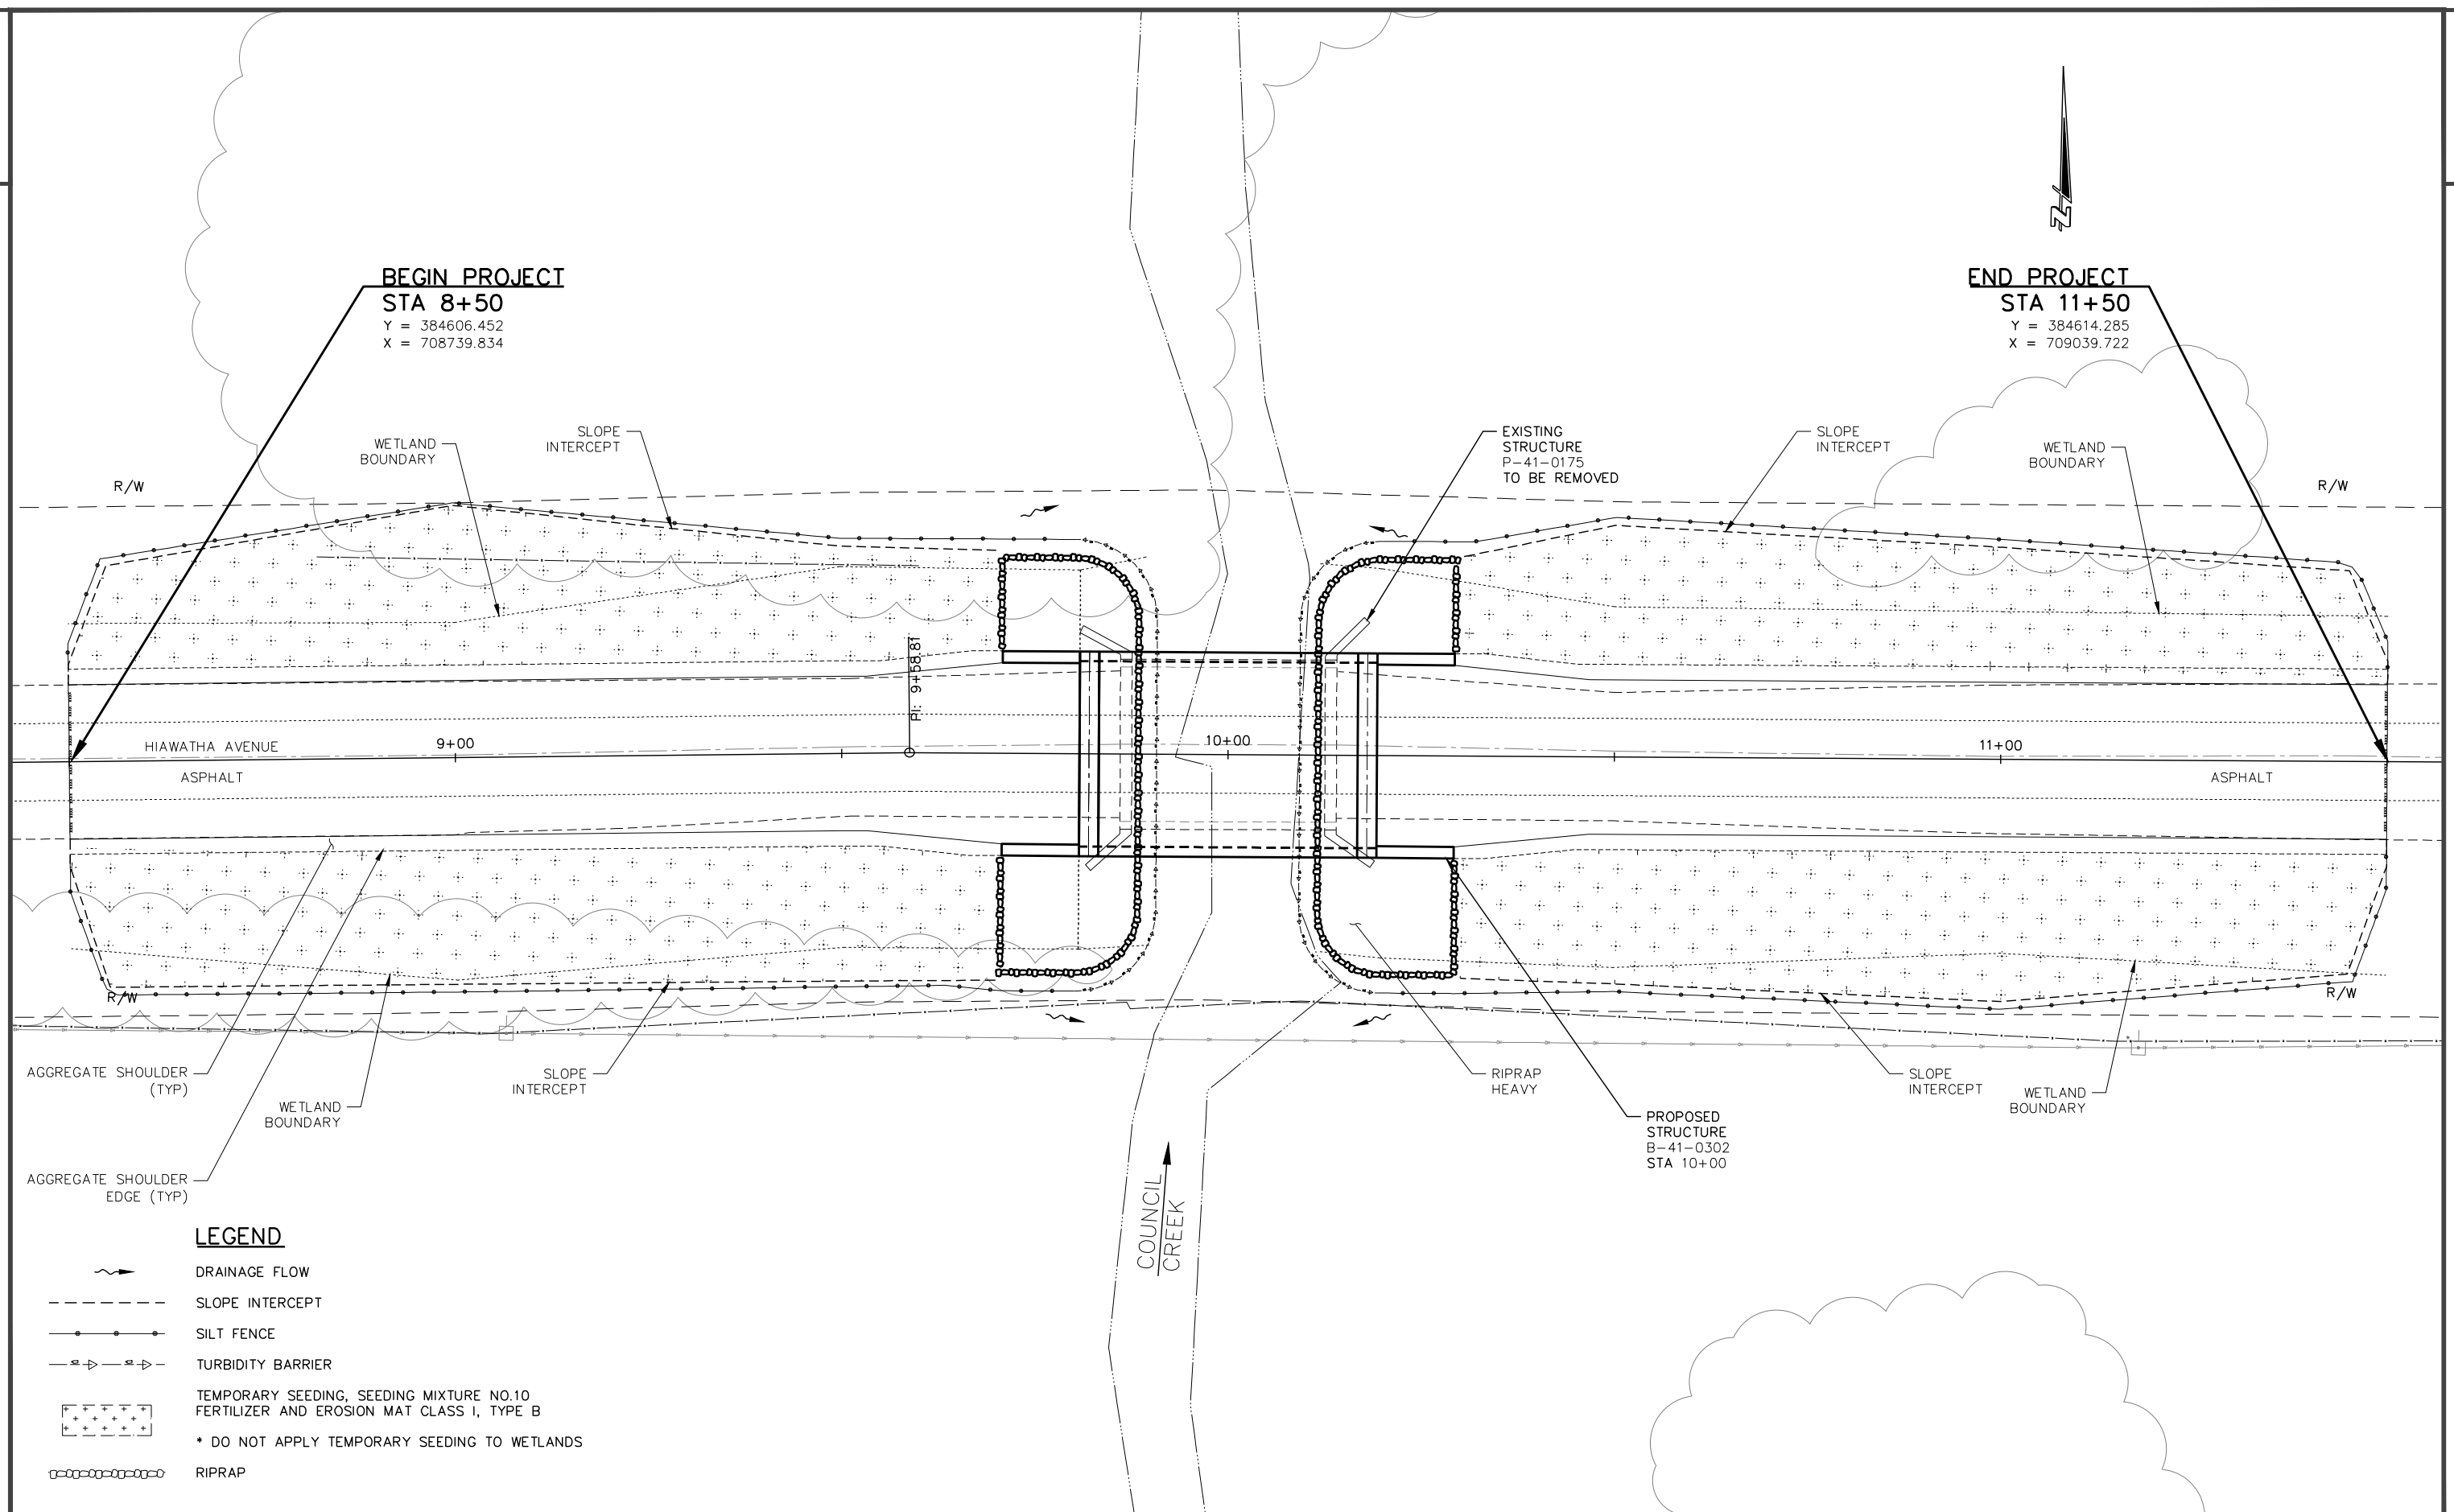 BEGIN PROJECT
STA 8+50
Y = 384606.452
X = 708739.834
END PROJECT
STA 11+50
Y = 384614.285
X = 709039.722
N
WETLAND
BOUNDARY
SLOPE
INTERCEPT
EXISTING
STRUCTURE
P-41-0175
TO BE REMOVED
SLOPE
INTERCEPT
WETLAND
BOUNDARY
R/W
R/W
PI: 9+58.81
HIAWATHA AVENUE
9+00
10+00
11+00
ASPHALT
ASPHALT
R/W
R/W
AGGREGATE SHOULDER
(TYP)
WETLAND
BOUNDARY
SLOPE
INTERCEPT
RIPRAP
HEAVY
SLOPE
INTERCEPT
WETLAND
BOUNDARY
PROPOSED
STRUCTURE
B-41-0302
STA 10+00
AGGREGATE SHOULDER
EDGE (TYP)
COUNCIL
CREEK
LEGEND
DRAINAGE FLOW
SLOPE INTERCEPT
SILT FENCE
TURBIDITY BARRIER
TEMPORARY SEEDING, SEEDING MIXTURE NO.10
FERTILIZER AND EROSION MAT CLASS I, TYPE B
* DO NOT APPLY TEMPORARY SEEDING TO WETLANDS
RIPRAP